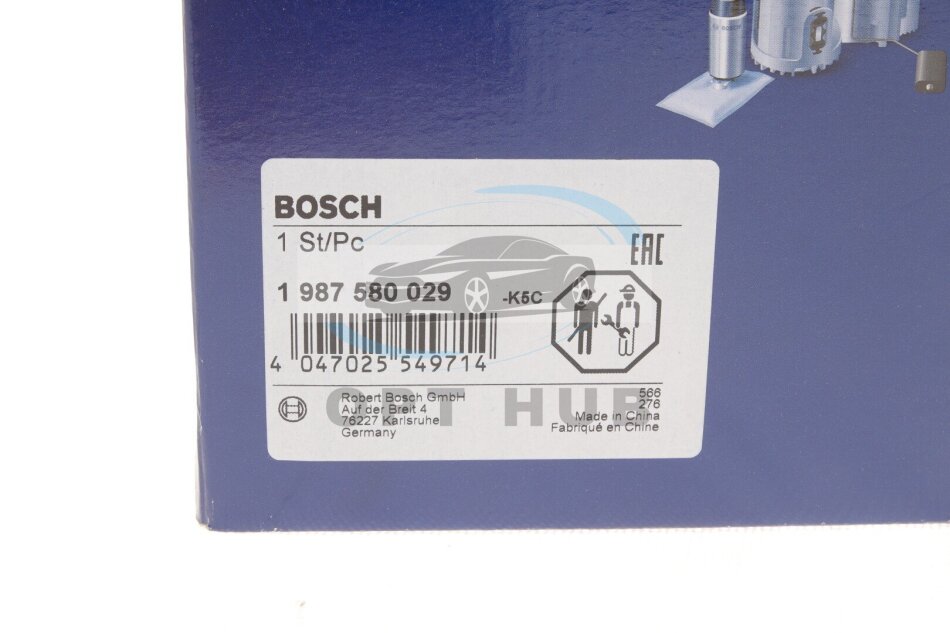 BOSCH
BOSCH
1 St/Pc
EAC
1 987 580 029
-K5C
4 047025 549714
OPT HUB
Robert Bosch GmbH
Auf der Breit 4
76227 Karlsruhe
Germany
566
276
Made in China
Fabriqué en Chine